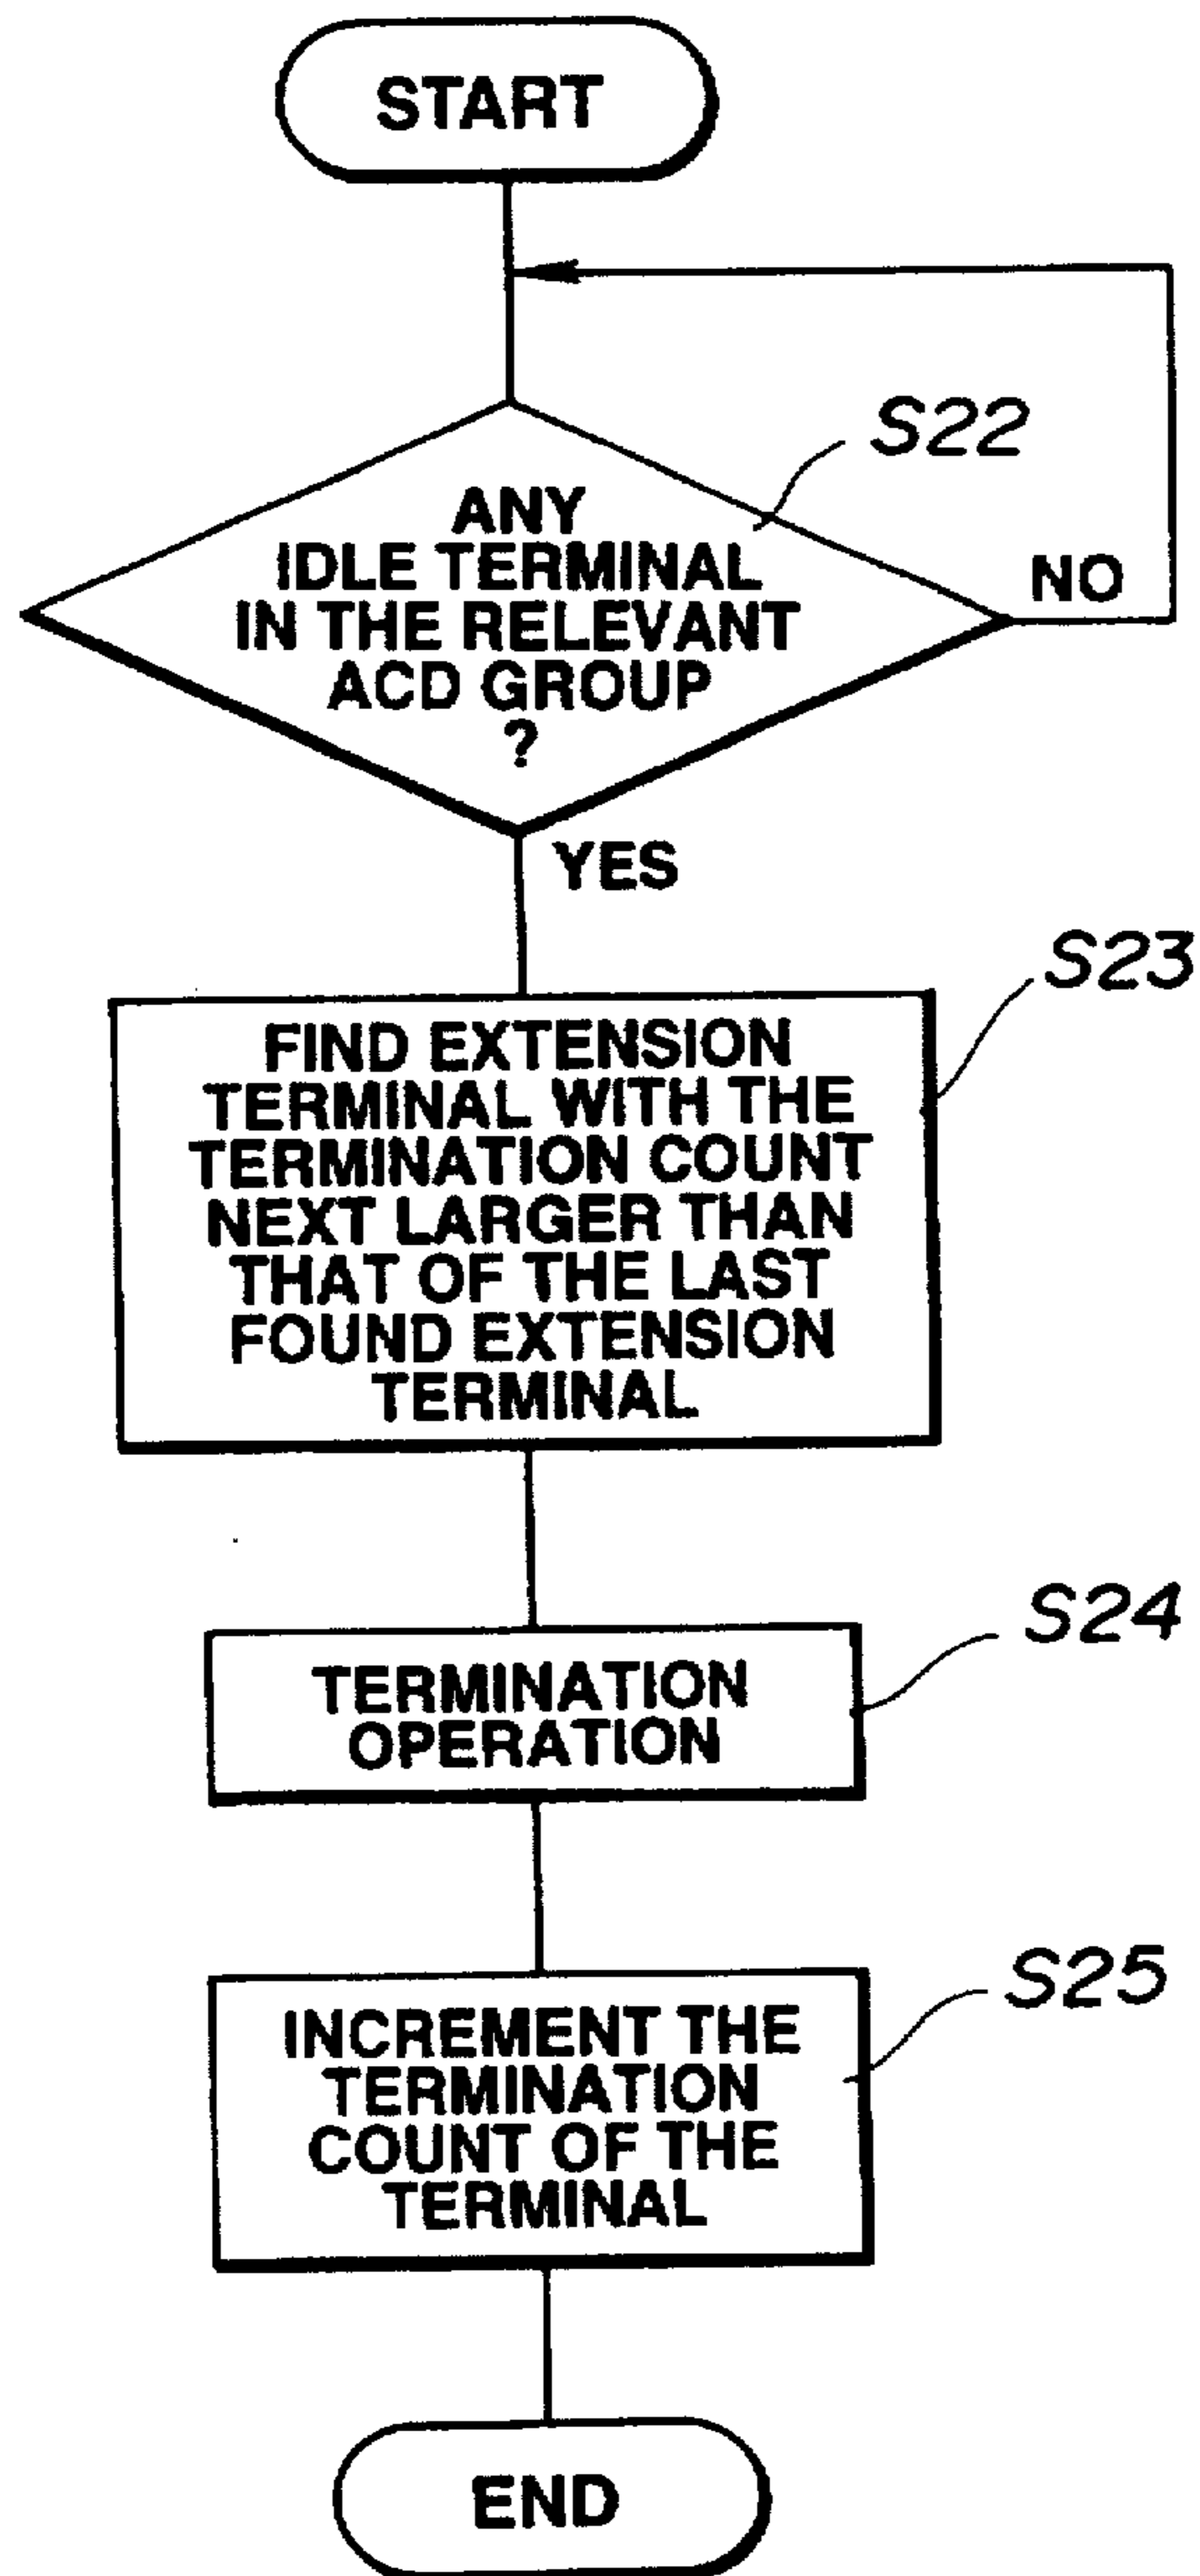 START
S22
ANY
IDLE TERMINAL
IN THE RELEVANT
ACD GROUP
?
NO
YES
S23
FIND EXTENSION
TERMINAL WITH THE
TERMINATION COUNT
NEXT LARGER THAN
THAT OF THE LAST
FOUND EXTENSION
TERMINAL
S24
TERMINATION
OPERATION
S25
INCREMENT THE
TERMINATION
COUNT OF THE
TERMINAL
END